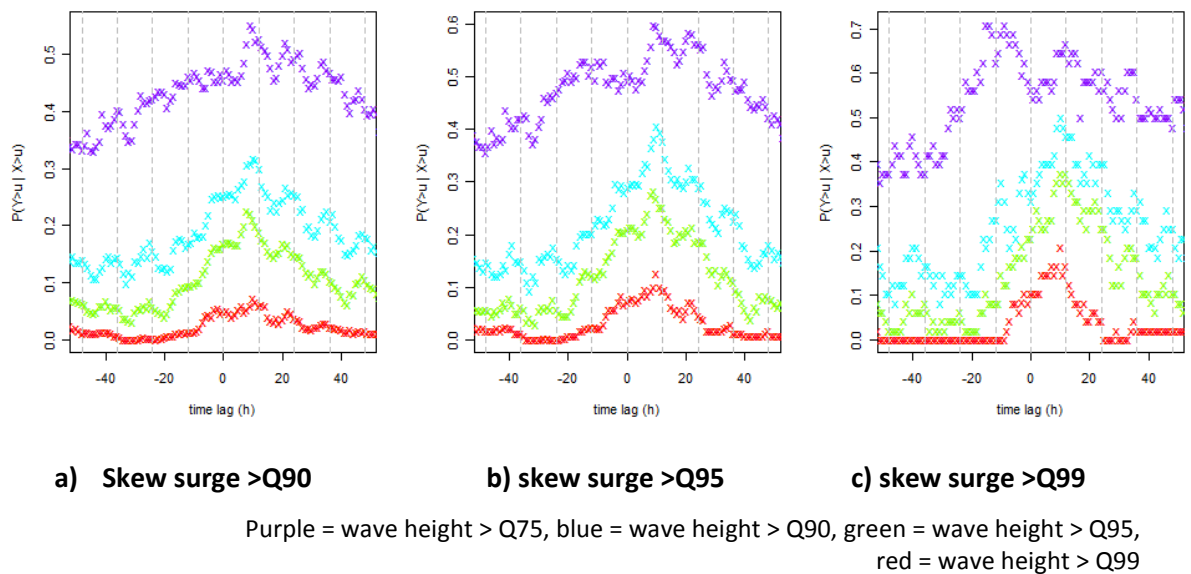 0.0 0.1 0.2 0.3 0.4 0.5
P(Y>u | X>u)
-40 -20 0 20 40
time lag (h)
0.0 0.1 0.2 0.3 0.4 0.5 0.6
P(Y>u | X>u)
-40 -20 0 20 40
time lag (h)
0.0 0.1 0.2 0.3 0.4 0.5 0.6 0.7
P(Y>u | X>u)
-40 -20 0 20 40
time lag (h)
a) Skew surge >Q90
b) skew surge >Q95
c) skew surge >Q99
Purple = wave height > Q75, blue = wave height > Q90, green = wave height > Q95,
red = wave height > Q99